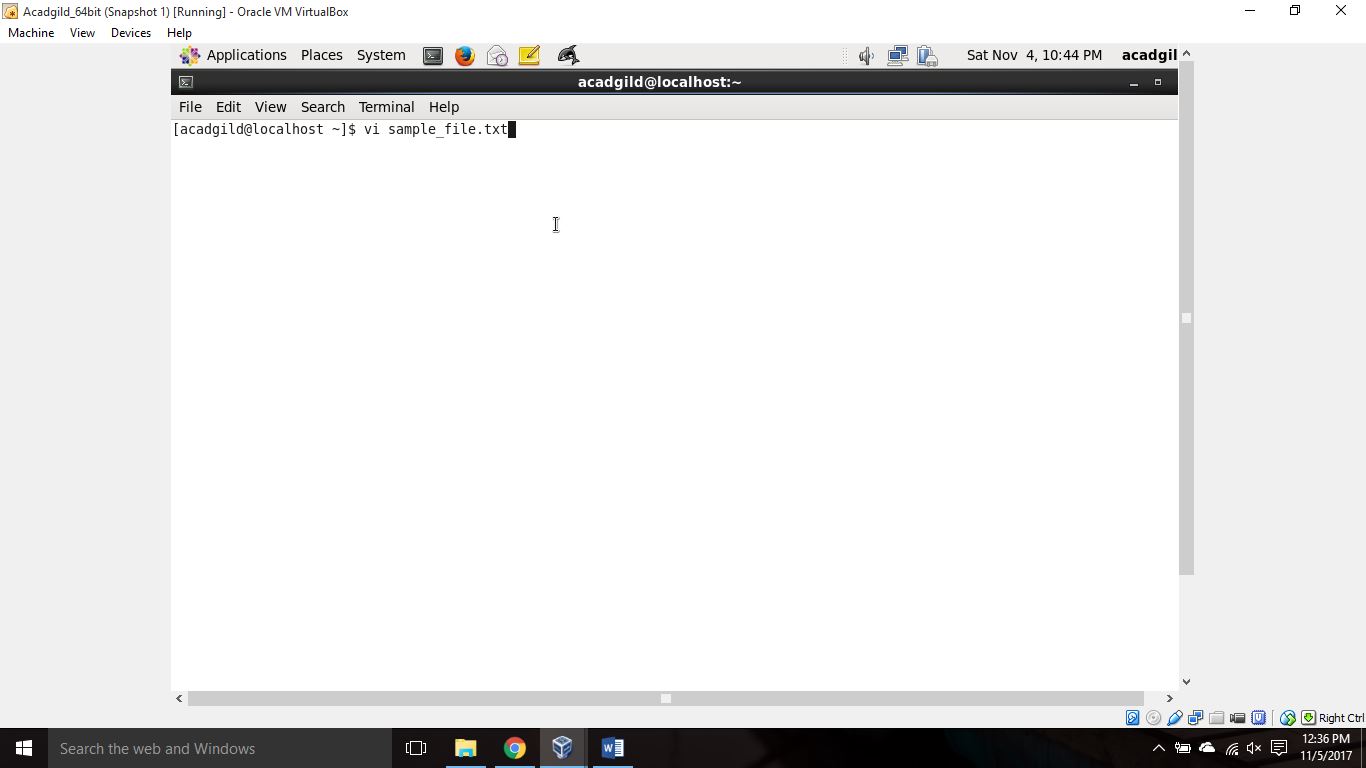 Acadgild_64bit (Snapshot 1) [Running] - Oracle VM VirtualBox
Machine View Devices Help
Applications Places System Sat Nov 4, 10:44 PM acadgil
acadgild@localhost:~
File Edit View Search Terminal Help
[acadgild@localhost ~]$ vi sample_file.txt
Right Ctrl
Search the web and Windows
12:36 PM
11/5/2017